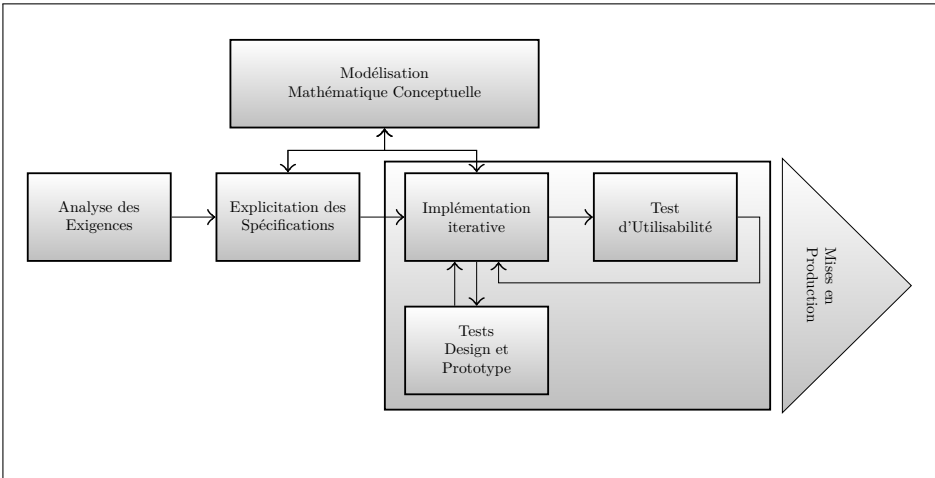 Modélisation
Mathématique Conceptuelle
Analyse des
Exigences
Explicitation des
Spécifications
Implémentation
iterative
Test
d'Utilisabilité
Tests
Design et
Prototype
Mises en
Production